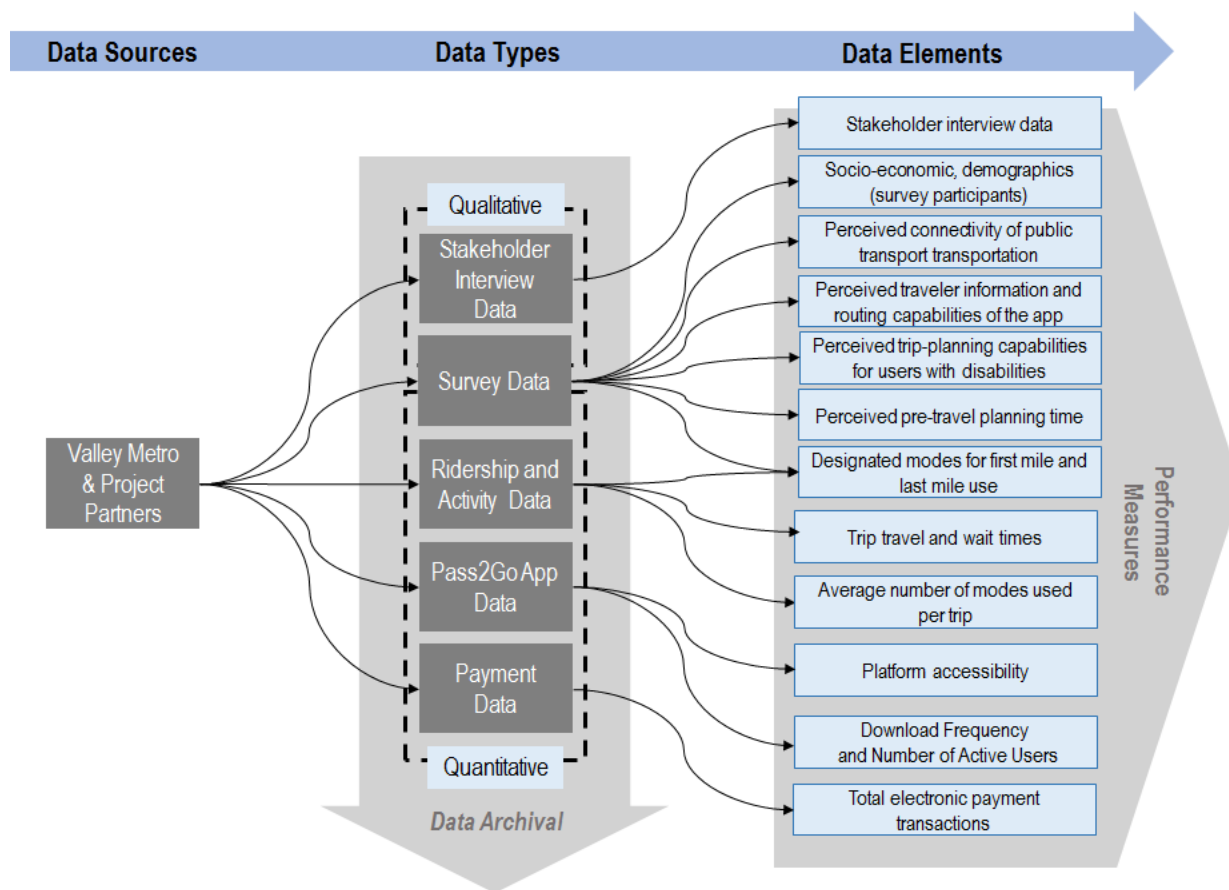 Data Sources
Data Types
Data Elements
Valley Metro
& Project
Partners
Qualitative
Stakeholder
Interview
Data
Survey Data
Ridership and
Activity Data
Pass2Go App
Data
Payment
Data
Quantitative
Data Archival
Stakeholder interview data
Socio-economic, demographics
(survey participants)
Perceived connectivity of public
transport transportation
Perceived traveler information and
routing capabilities of the app
Perceived trip-planning capabilities
for users with disabilities
Perceived pre-travel planning time
Designated modes for first mile and
last mile use
Trip travel and wait times
Average number of modes used
per trip
Platform accessibility
Download Frequency
and Number of Active Users
Total electronic payment
transactions
Performance
Measures